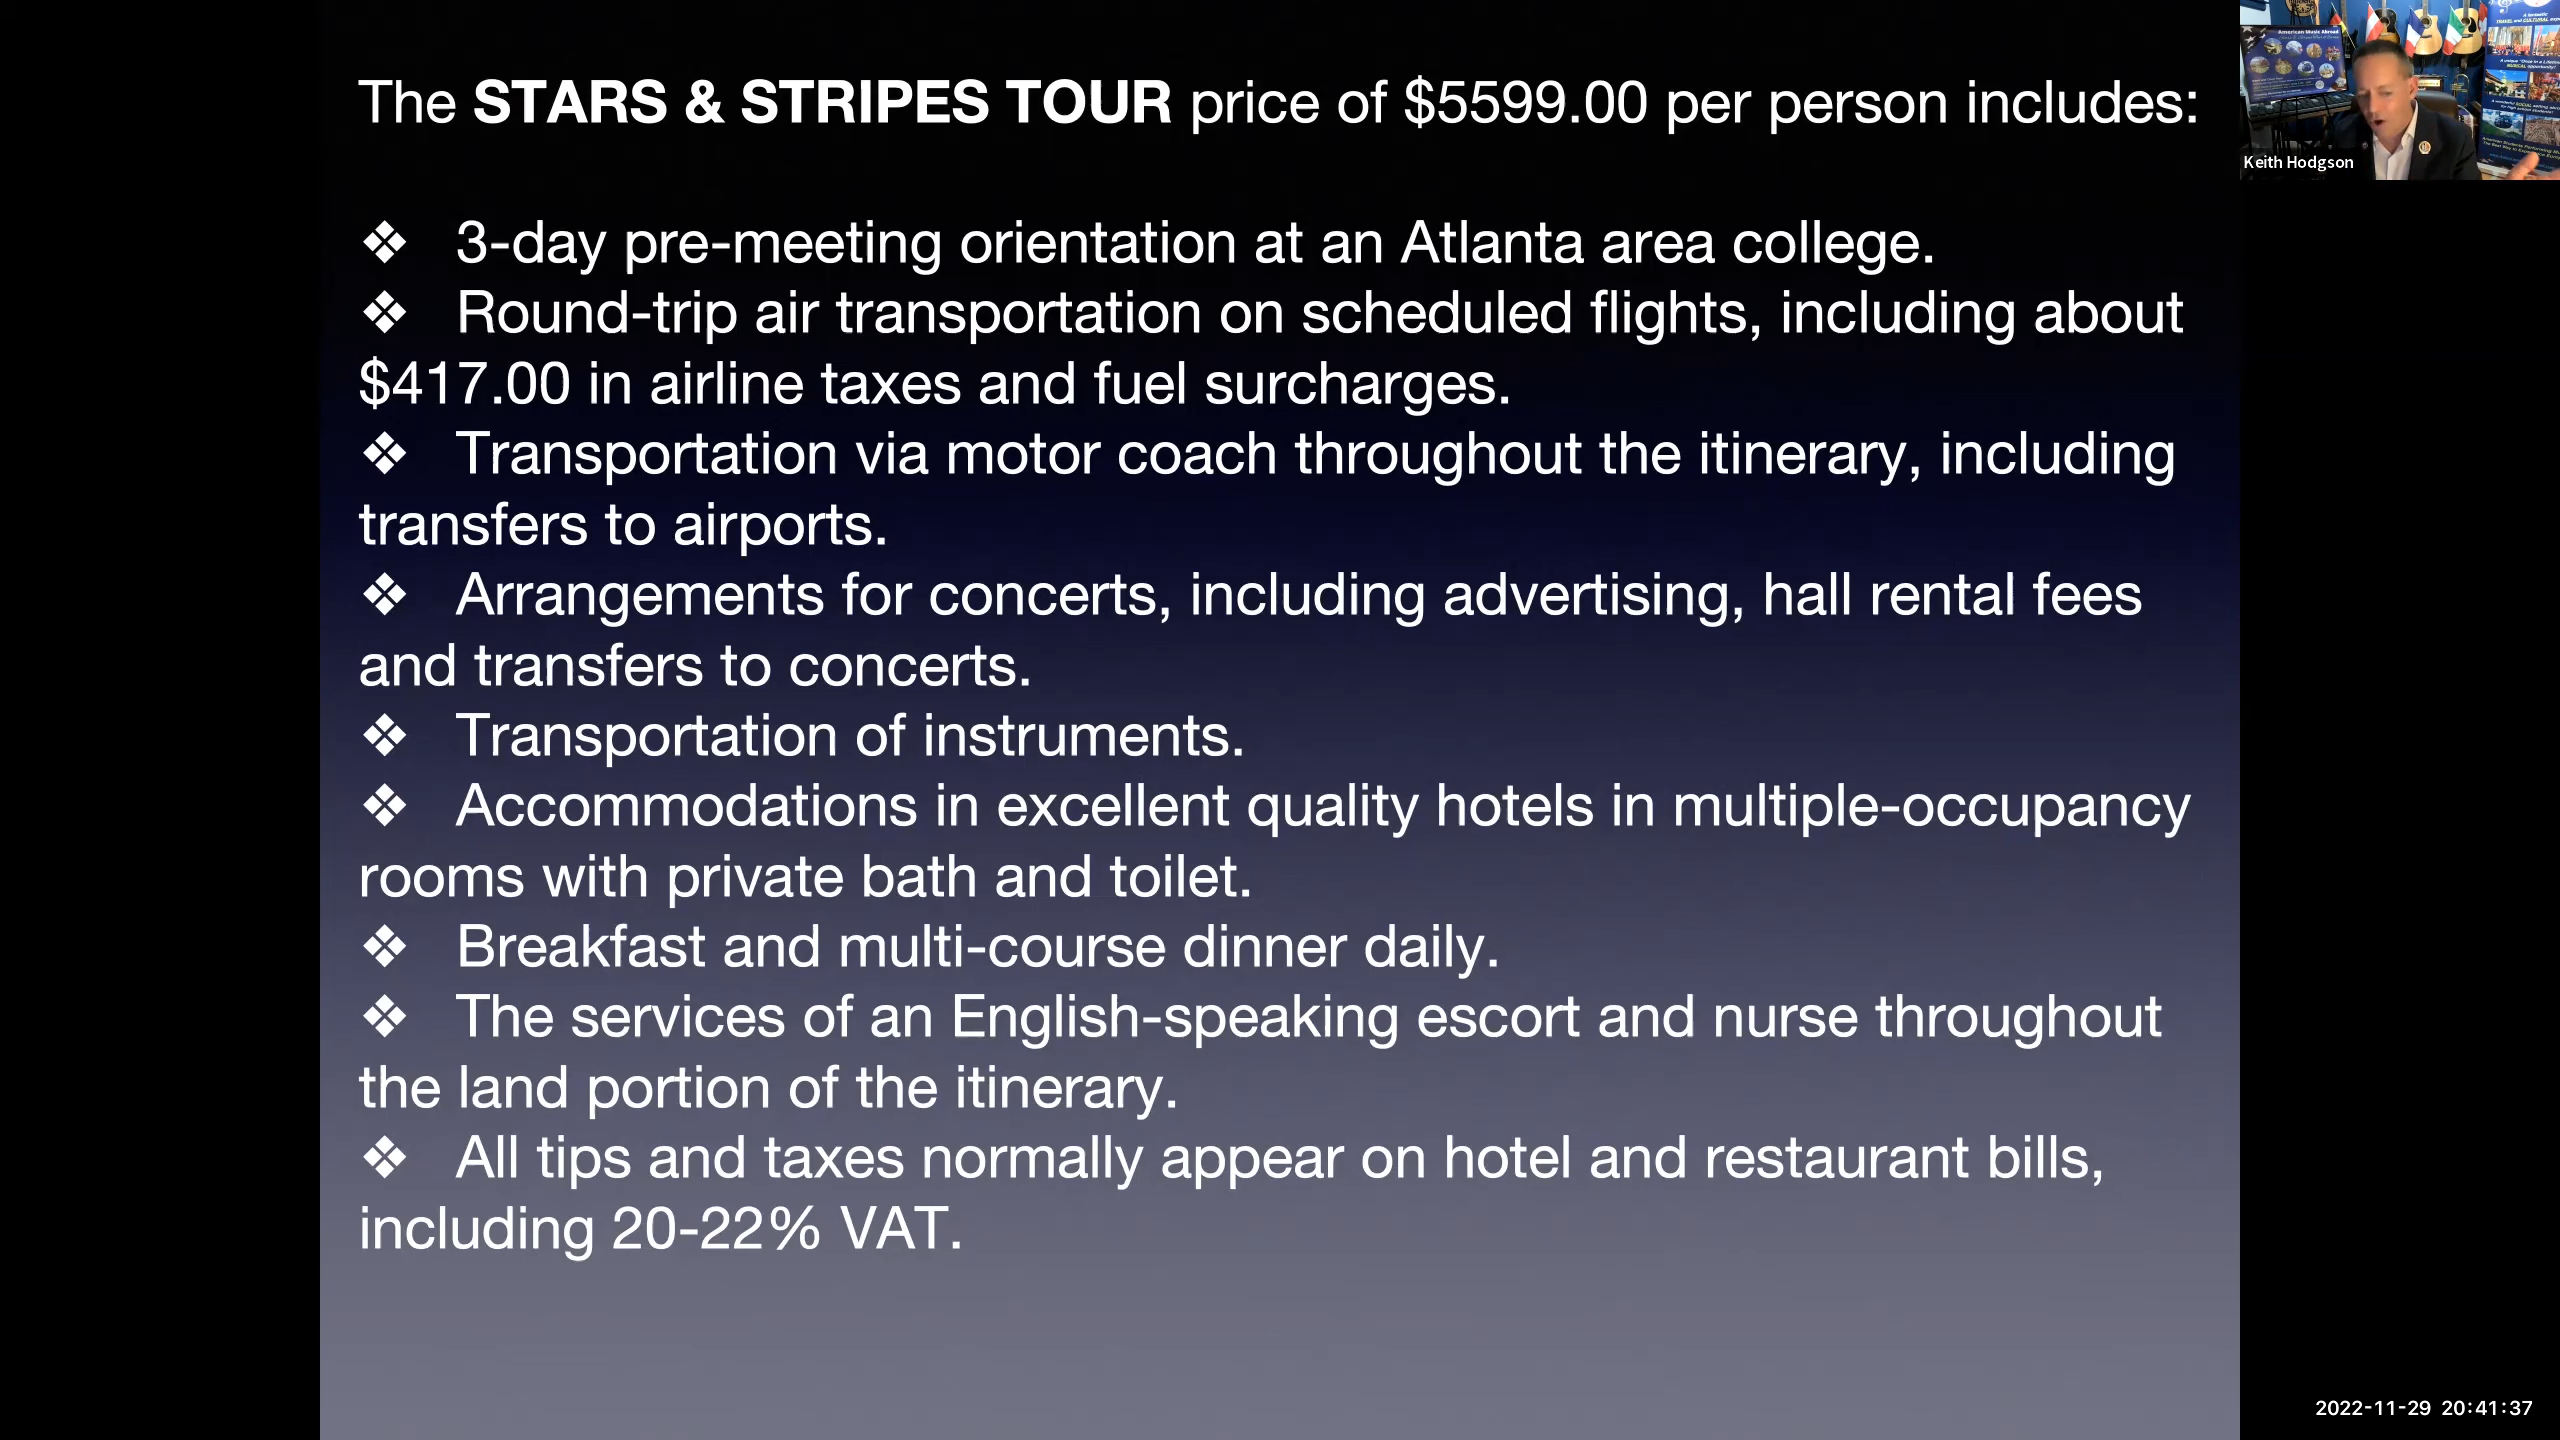 The STARS & STRIPES TOUR price of $5599.00 per person includes:
❖ 3-day pre-meeting orientation at an Atlanta area college.
❖ Round-trip air transportation on scheduled flights, including about
$417.00 in airline taxes and fuel surcharges.
❖ Transportation via motor coach throughout the itinerary, including
transfers to airports.
❖ Arrangements for concerts, including advertising, hall rental fees
and transfers to concerts.
❖ Transportation of instruments.
❖ Accommodations in excellent quality hotels in multiple-occupancy
rooms with private bath and toilet.
❖ Breakfast and multi-course dinner daily.
❖ The services of an English-speaking escort and nurse throughout
the land portion of the itinerary.
❖ All tips and taxes normally appear on hotel and restaurant bills,
including 20-22% VAT.
American Music Abroad
Keith Hodgson
2022-11-29 20:41:37